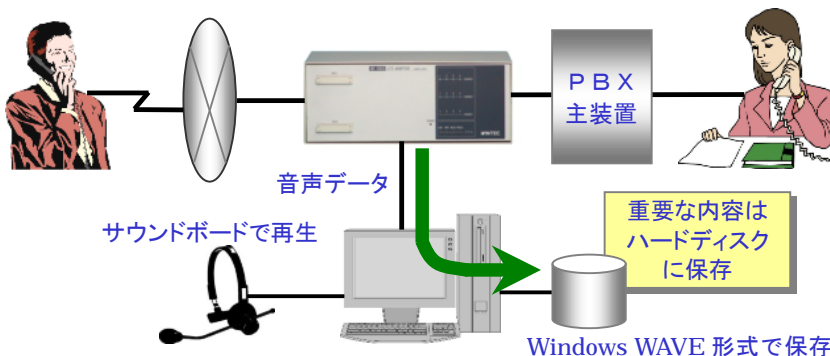 ＰＢＸ
主装置
音声データ
サウンドボードで再生
重要な内容は
ハードディスク
に保存
WINTEC
Windows WAVE 形式で保存